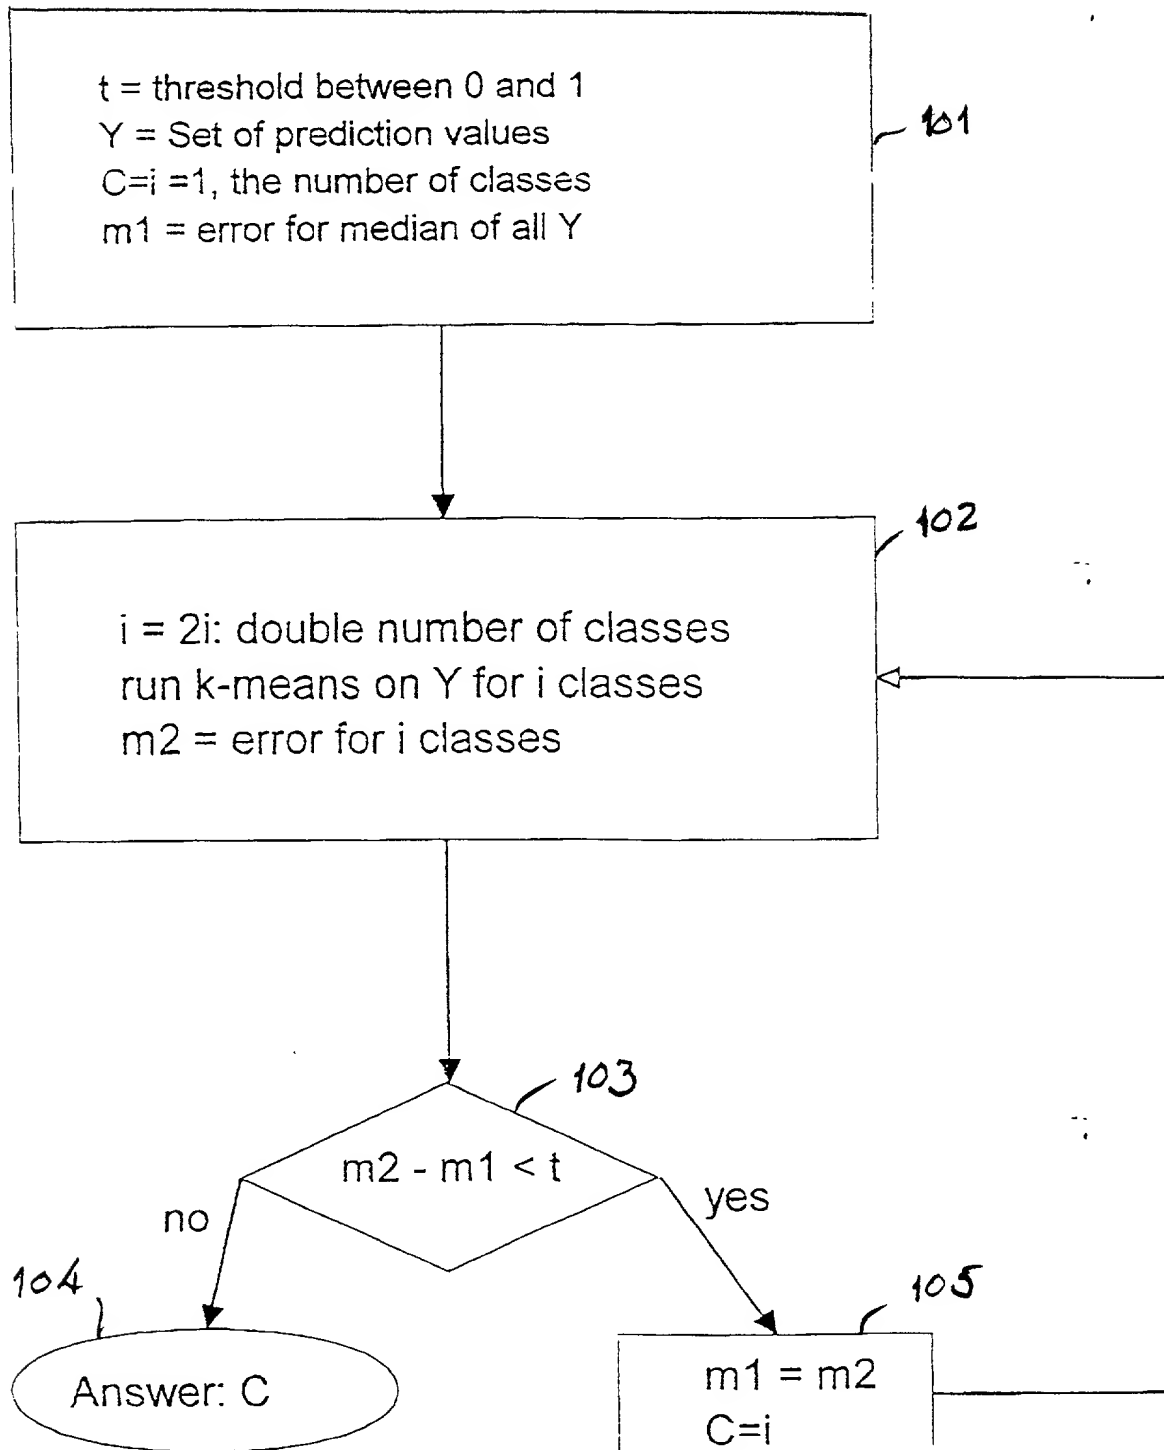 t = threshold between 0 and 1
Y = Set of prediction values
C=i =1, the number of classes
m1 = error for median of all Y
101
102
i = 2i: double number of classes
run k-means on Y for i classes
m2 = error for i classes
103
m2 - m1 < t
no
yes
104
105
Answer: C
m1 = m2
C=i